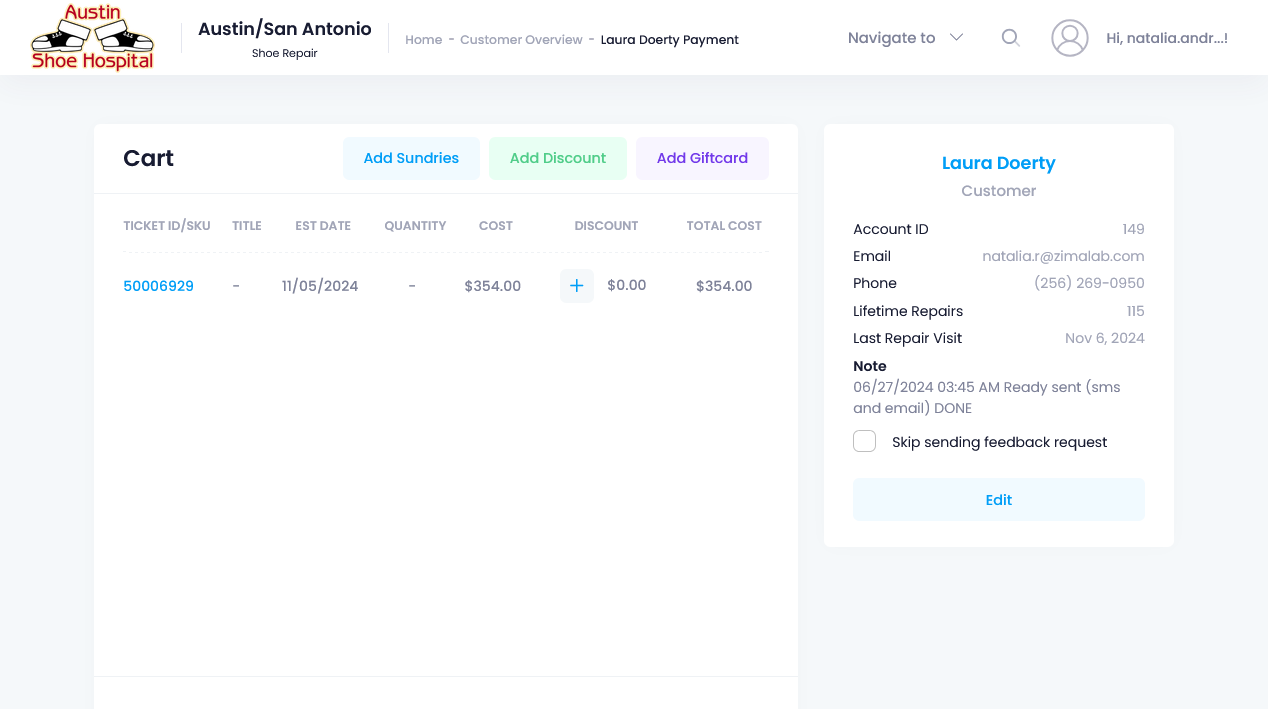 Austin
Shoe Hospital
Austin/San Antonio
Shoe Repair
Home - Customer Overview - Laura Doerty Payment
Navigate to
Hi, natalia.andr...!
Cart
Add Sundries
Add Discount
Add Giftcard
TICKET ID/SKU TITLE EST DATE QUANTITY COST DISCOUNT TOTAL COST
50006929 - 11/05/2024 - $354.00 + $0.00 $354.00
Laura Doerty
Customer
Account ID 149
Email natalia.r@zimalab.com
Phone (256) 269-0950
Lifetime Repairs 115
Last Repair Visit Nov 6, 2024
Note
06/27/2024 03:45 AM Ready sent (sms
and email) DONE
Skip sending feedback request
Edit